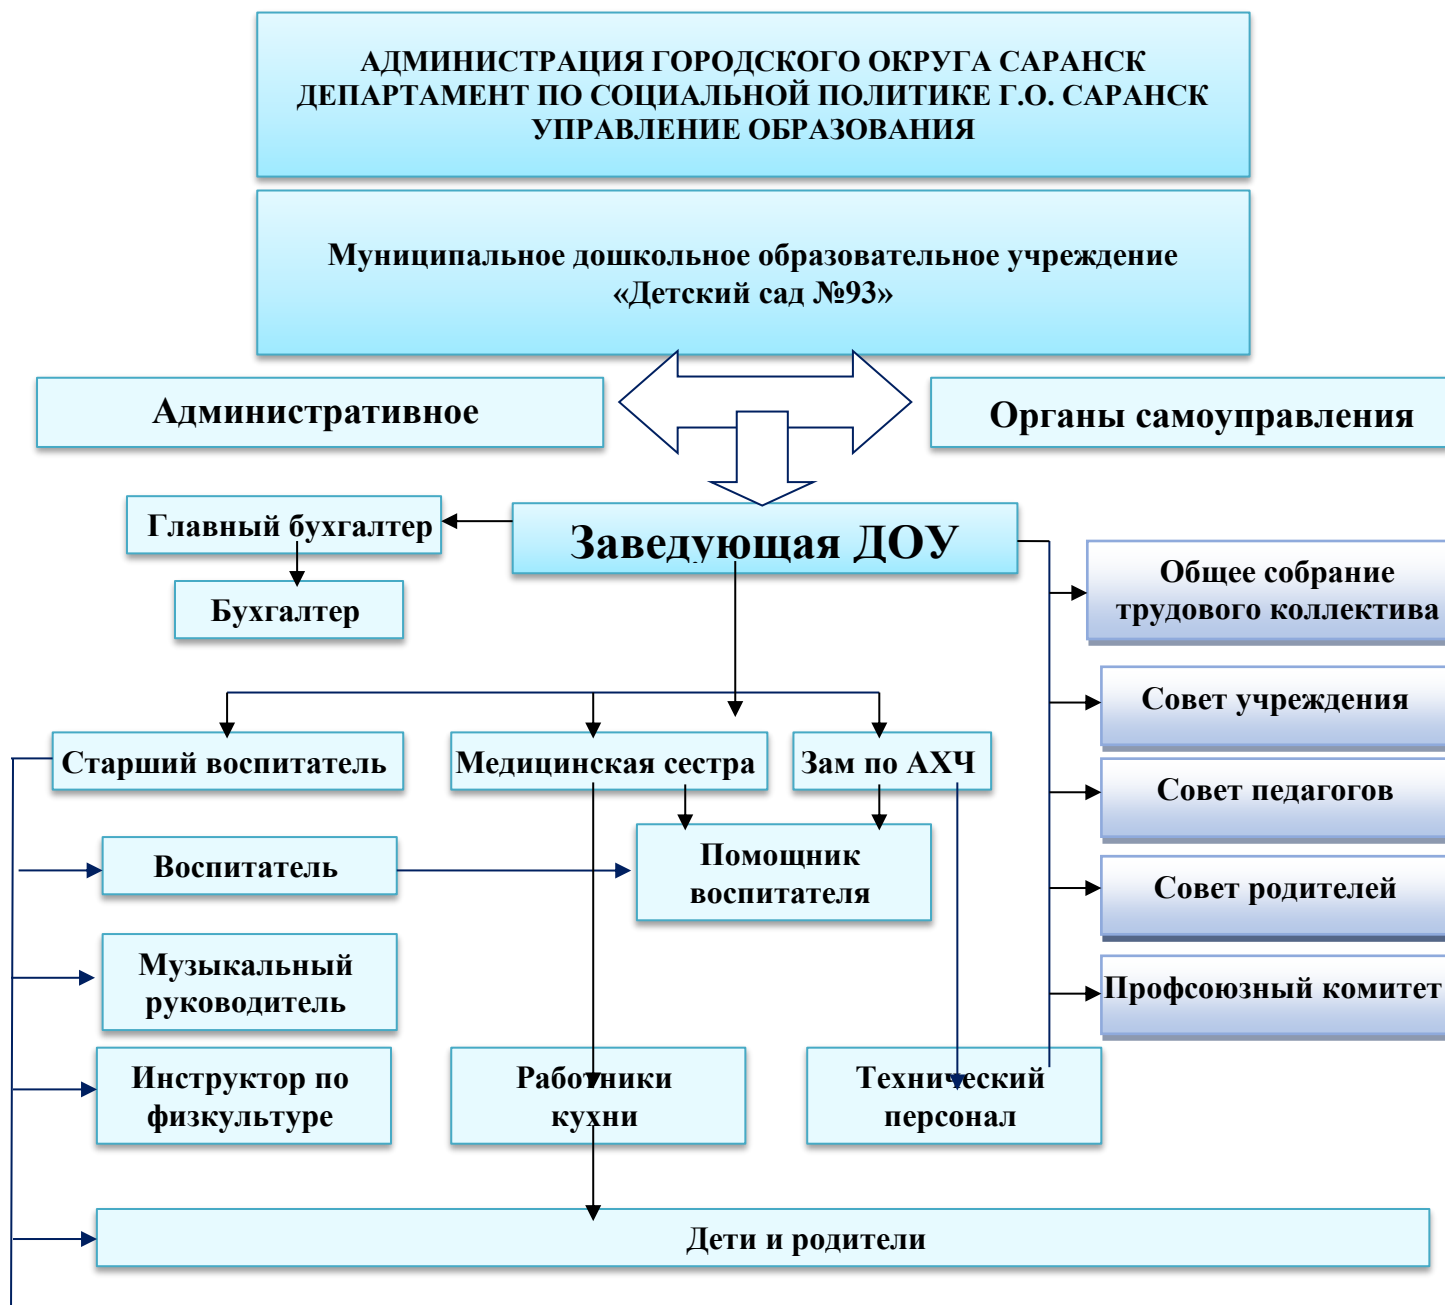 АДМИНИСТРАЦИЯ ГОРОДСКОГО ОКРУГА САРАНСК
ДЕПАРТАМЕНТ ПО СОЦИАЛЬНОЙ ПОЛИТИКЕ Г.О. САРАНСК
УПРАВЛЕНИЕ ОБРАЗОВАНИЯ
Муниципальное дошкольное образовательное учреждение
«Детский сад №93»
Административное
Органы самоуправления
Главный бухгалтер
Заведующая ДОУ
Бухгалтер
Общее собрание
трудового коллектива
Совет учреждения
Старший воспитатель
Медицинская сестра
Зам по АХЧ
Совет педагогов
Воспитатель
Помощник
воспитателя
Совет родителей
Музыкальный
руководитель
Профсоюзный комитет
Инструктор по
физкультуре
Работники
кухни
Технический
персонал
Дети и родители